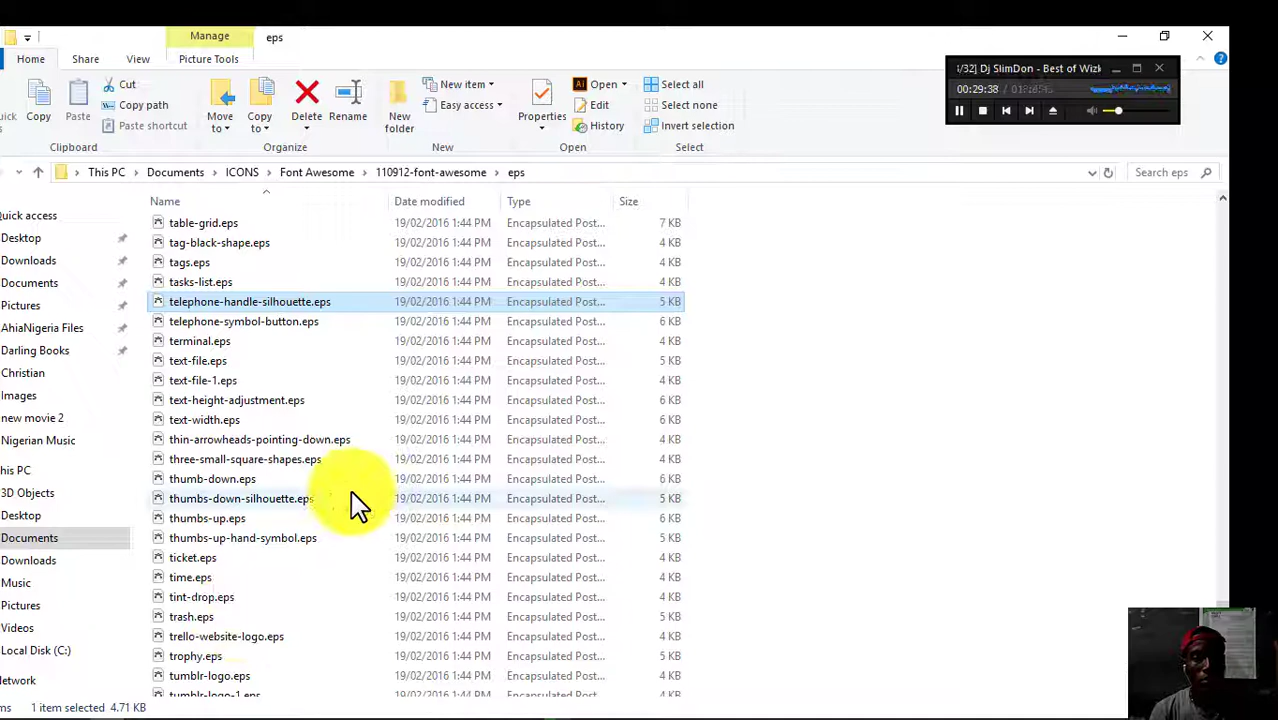 Manage eps
Home Share View Picture Tools
Cut
Copy path
Paste shortcut
Copy Paste
Clipboard
Move to Copy to Delete Rename
Organize
New folder
New item
Easy access
New
Properties
Open
Edit
History
Open
Select all
Select none
Invert selection
Select
/32] Dj SlimDon - Best of Wizk
00:29:38 /
This PC Documents ICONS Font Awesome 110912-font-awesome eps
Search eps
Name Date modified Type Size
table-grid.eps 19/02/2016 1:44 PM Encapsulated Post... 7 KB
tag-black-shape.eps 19/02/2016 1:44 PM Encapsulated Post... 4 KB
tags.eps 19/02/2016 1:44 PM Encapsulated Post... 4 KB
tasks-list.eps 19/02/2016 1:44 PM Encapsulated Post... 4 KB
telephone-handle-silhouette.eps 19/02/2016 1:44 PM Encapsulated Post... 5 KB
telephone-symbol-button.eps 19/02/2016 1:44 PM Encapsulated Post... 6 KB
terminal.eps 19/02/2016 1:44 PM Encapsulated Post... 4 KB
text-file.eps 19/02/2016 1:44 PM Encapsulated Post... 5 KB
text-file-1.eps 19/02/2016 1:44 PM Encapsulated Post... 4 KB
text-height-adjustment.eps 19/02/2016 1:44 PM Encapsulated Post... 6 KB
text-width.eps 19/02/2016 1:44 PM Encapsulated Post... 6 KB
thin-arrowheads-pointing-down.eps 19/02/2016 1:44 PM Encapsulated Post... 4 KB
three-small-square-shapes.eps 19/02/2016 1:44 PM Encapsulated Post... 4 KB
thumb-down.eps 19/02/2016 1:44 PM Encapsulated Post... 6 KB
thumbs-down-silhouette.eps 19/02/2016 1:44 PM Encapsulated Post... 5 KB
thumbs-up.eps 19/02/2016 1:44 PM Encapsulated Post... 6 KB
thumbs-up-hand-symbol.eps 19/02/2016 1:44 PM Encapsulated Post... 5 KB
ticket.eps 19/02/2016 1:44 PM Encapsulated Post... 4 KB
time.eps 19/02/2016 1:44 PM Encapsulated Post... 4 KB
tint-drop.eps 19/02/2016 1:44 PM Encapsulated Post... 4 KB
trash.eps 19/02/2016 1:44 PM Encapsulated Post... 5 KB
trello-website-logo.eps 19/02/2016 1:44 PM Encapsulated Post... 4 KB
trophy.eps 19/02/2016 1:44 PM Encapsulated Post... 5 KB
tumblr-logo.eps 19/02/2016 1:44 PM Encapsulated Post... 4 KB
tumblr-logo-1.eps
Quick access
Desktop
Downloads
Documents
Pictures
AhiaNigeria Files
Darling Books
Christian
Images
new movie 2
Nigerian Music
his PC
3D Objects
Desktop
Documents
Downloads
Music
Pictures
Videos
Local Disk (C:)
etwork
ms 1 item selected 4.71 KB